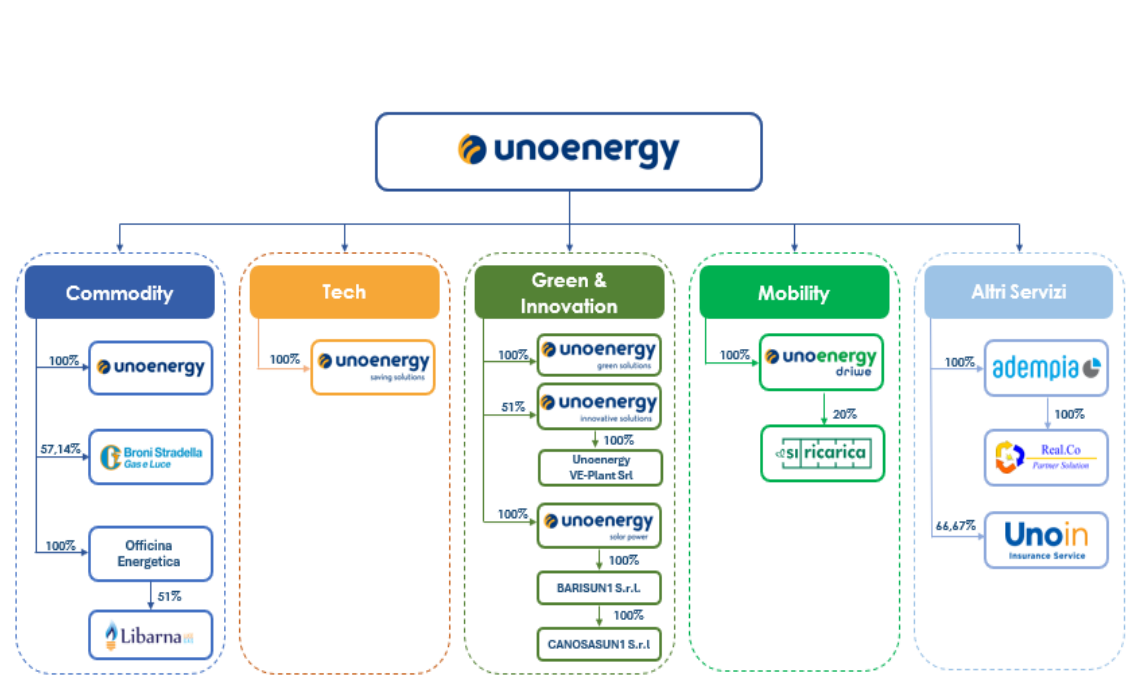 unoenergy
Commodity
100%
unoenergy
57,14%
Broni Stradella
Gas e Luce
100%
Officina
Energetica
51%
Libarna
Tech
100%
unoenergy
saving solutions
Green &
Innovation
100%
unoenergy
green solutions
51%
unoenergy
innovative solutions
100%
Unoenergy
VE-Plant Srl
100%
unoenergy
solar power
100%
BARISUN1 S.r.l.
100%
CANOSASUN1 S.r.l
Mobility
100%
unoenergy
driwe
20%
siricarica
Altri Servizi
100%
adempia
100%
Real.Co
Partner Solution
66,67%
Unoin
Insurance Service